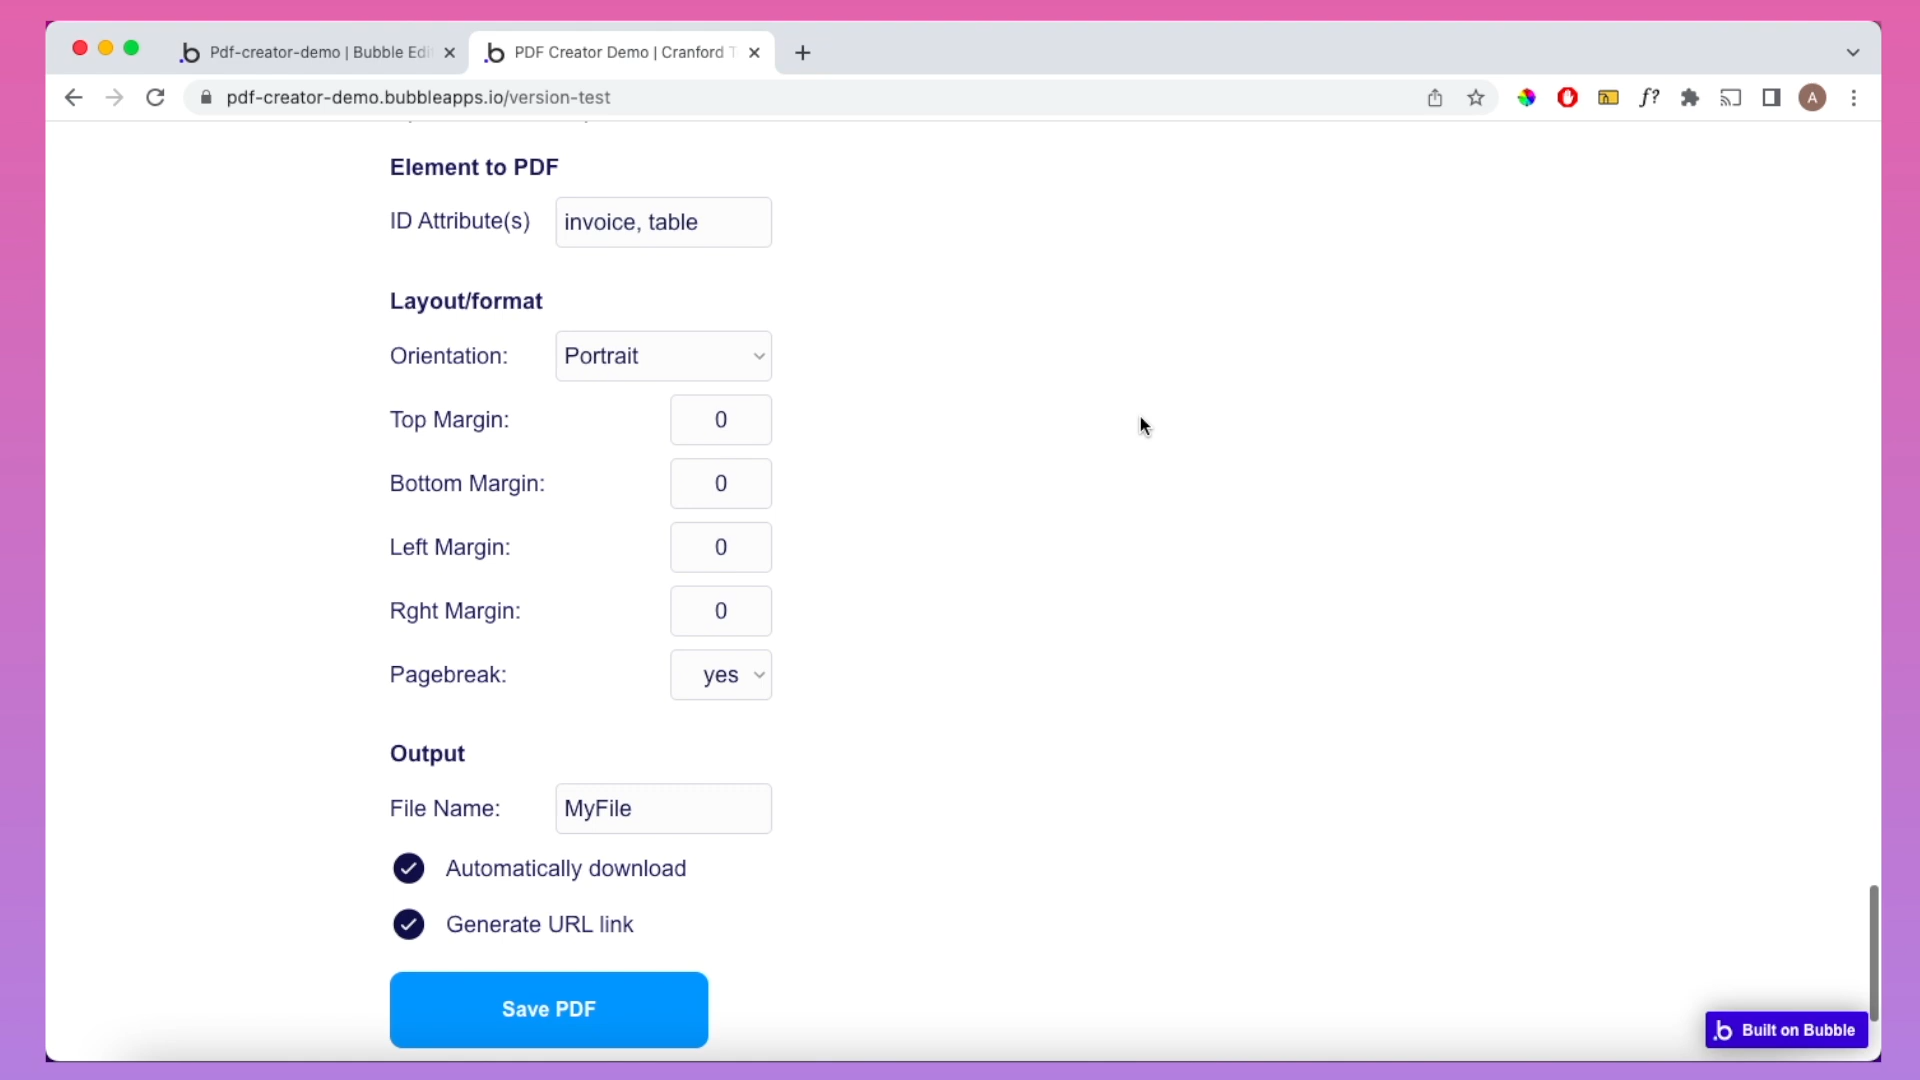 Pdf-creator-demo | Bubble Edi
PDF Creator Demo | Cranford T
pdf-creator-demo.bubbleapps.io/version-test
f?
A
Element to PDF
ID Attribute(s) invoice, table
Layout/format
Orientation: Portrait
Top Margin: 0
Bottom Margin: 0
Left Margin: 0
Rght Margin: 0
Pagebreak: yes
Output
File Name: MyFile
Automatically download
Generate URL link
Save PDF
b Built on Bubble